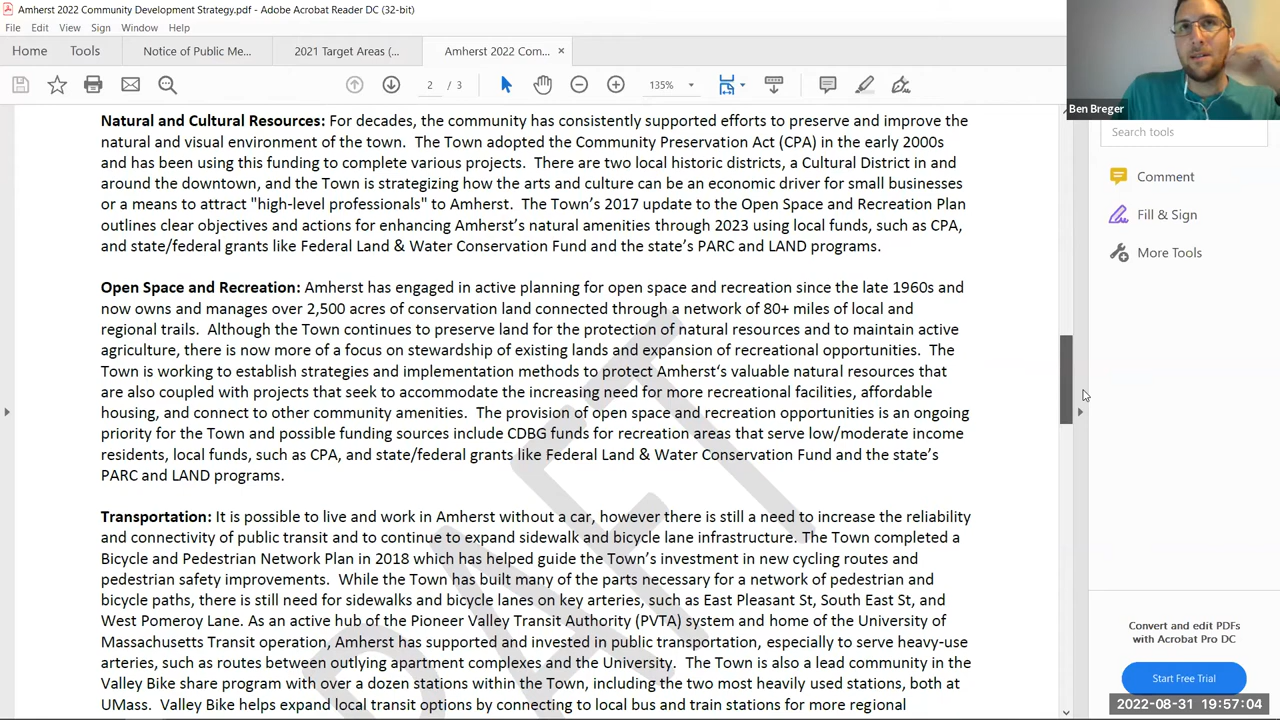 Amherst 2022 Community Development Strategy.pdf - Adobe Acrobat Reader DC (32-bit)
File Edit View Sign Window Help
Home Tools Notice of Public Me... 2021 Target Areas (... Amherst 2022 Com... ×
2 / 3 135%
Ben Breger
Search tools
Comment
Fill & Sign
More Tools
Natural and Cultural Resources: For decades, the community has consistently supported efforts to preserve and improve the
natural and visual environment of the town. The Town adopted the Community Preservation Act (CPA) in the early 2000s
and has been using this funding to complete various projects. There are two local historic districts, a Cultural District in and
around the downtown, and the Town is strategizing how the arts and culture can be an economic driver for small businesses
or a means to attract "high-level professionals" to Amherst. The Town's 2017 update to the Open Space and Recreation Plan
outlines clear objectives and actions for enhancing Amherst's natural amenities through 2023 using local funds, such as CPA,
and state/federal grants like Federal Land & Water Conservation Fund and the state's PARC and LAND programs.
Open Space and Recreation: Amherst has engaged in active planning for open space and recreation since the late 1960s and
now owns and manages over 2,500 acres of conservation land connected through a network of 80+ miles of local and
regional trails. Although the Town continues to preserve land for the protection of natural resources and to maintain active
agriculture, there is now more of a focus on stewardship of existing lands and expansion of recreational opportunities. The
Town is working to establish strategies and implementation methods to protect Amherst's valuable natural resources that
are also coupled with projects that seek to accommodate the increasing need for more recreational facilities, affordable
housing, and connect to other community amenities. The provision of open space and recreation opportunities is an ongoing
priority for the Town and possible funding sources include CDBG funds for recreation areas that serve low/moderate income
residents, local funds, such as CPA, and state/federal grants like Federal Land & Water Conservation Fund and the state's
PARC and LAND programs.
Transportation: It is possible to live and work in Amherst without a car, however there is still a need to increase the reliability
and connectivity of public transit and to continue to expand sidewalk and bicycle lane infrastructure. The Town completed a
Bicycle and Pedestrian Network Plan in 2018 which has helped guide the Town's investment in new cycling routes and
pedestrian safety improvements. While the Town has built many of the parts necessary for a network of pedestrian and
bicycle paths, there is still need for sidewalks and bicycle lanes on key arteries, such as East Pleasant St, South East St, and
West Pomeroy Lane. As an active hub of the Pioneer Valley Transit Authority (PVTA) system and home of the University of
Massachusetts Transit operation, Amherst has supported and invested in public transportation, especially to serve heavy-use
arteries, such as routes between outlying apartment complexes and the University. The Town is also a lead community in the
Valley Bike share program with over a dozen stations within the Town, including the two most heavily used stations, both at
UMass. Valley Bike helps expand local transit options by connecting to local bus and train stations for more regional
DRAFT
Convert and edit PDFs
with Acrobat Pro DC
Start Free Trial
2022-08-31 19:57:04